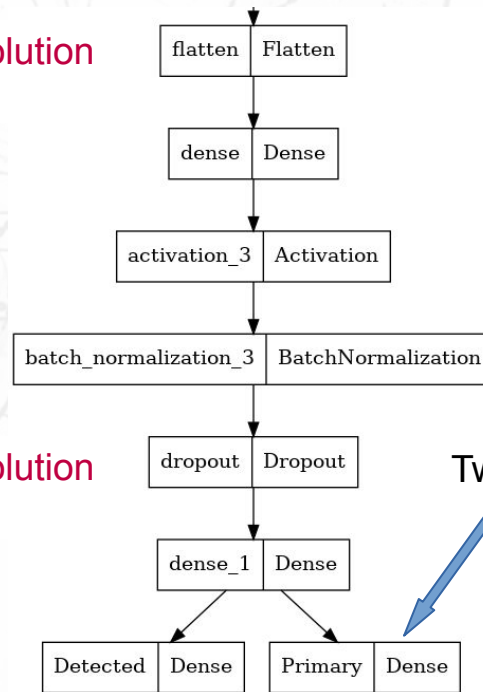 olution
flatten Flatten
dense Dense
activation_3 Activation
batch_normalization_3 BatchNormalization
olution
dropout Dropout
Tw
dense_1 Dense
Detected Dense
Primary Dense